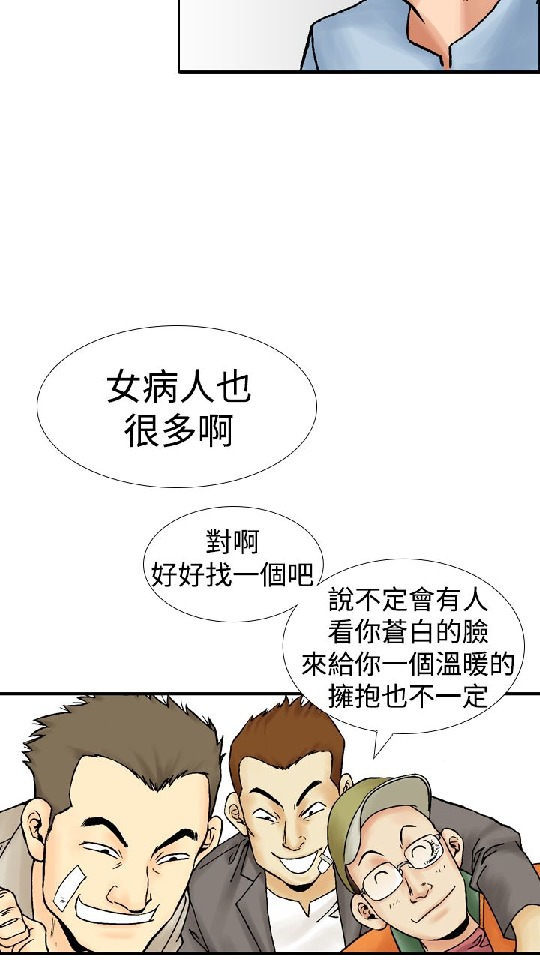 女病人也
很多啊
對啊
好好找一個吧
說不定會有人
看你蒼白的臉
來給你一個溫暖的
擁抱也不一定